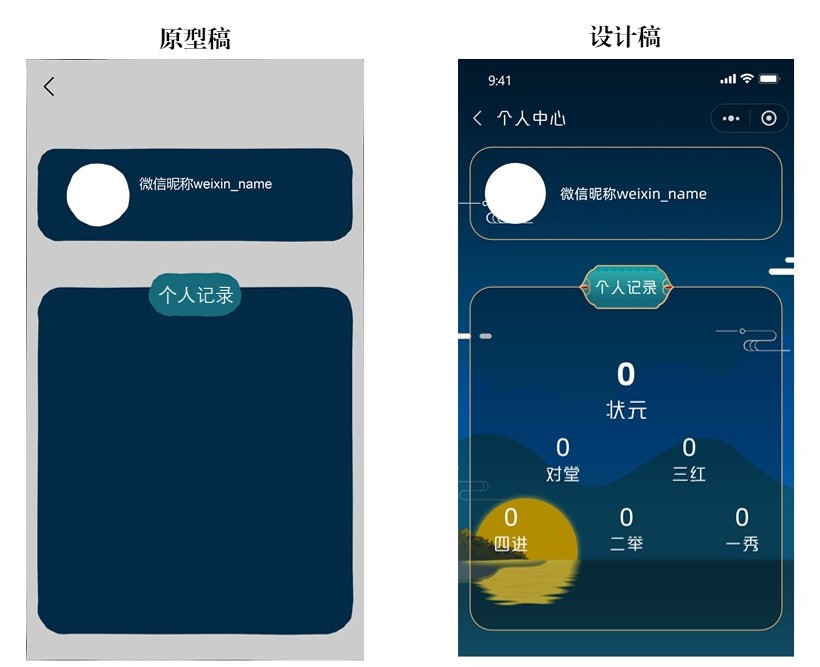 原型稿
设计稿
微信昵称weixin_name
个人记录
9:41
个人中心
微信昵称weixin_name
个人记录
0
状元
0
0
对堂
三红
0
0
0
四进
二举
一秀